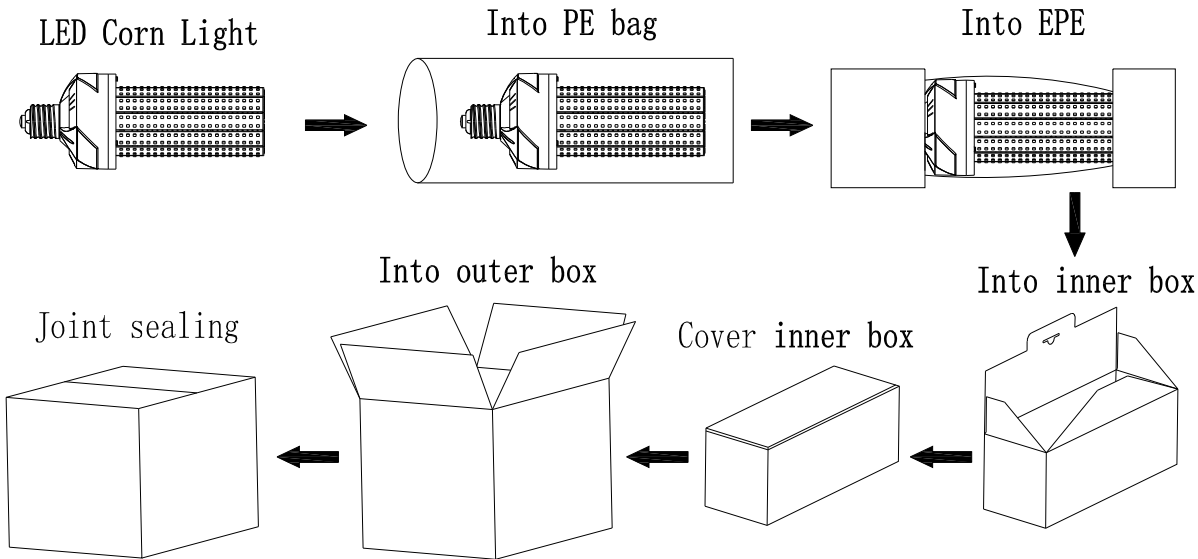 LED Corn Light
Into PE bag
Into EPE
Into inner box
Cover inner box
Into outer box
Joint sealing